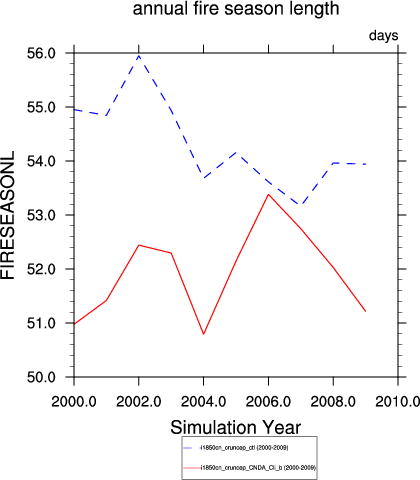 annual fire season length
days
56.0
55.0
54.0
53.0
52.0
51.0
50.0
FIRESEASONL
2000.0 2002.0 2004.0 2006.0 2008.0 2010.0
Simulation Year
i1850cn_cruncap_ctl (2000-2009)
i1850cn_cruncap_CNDA_Cli_b (2000-2009)